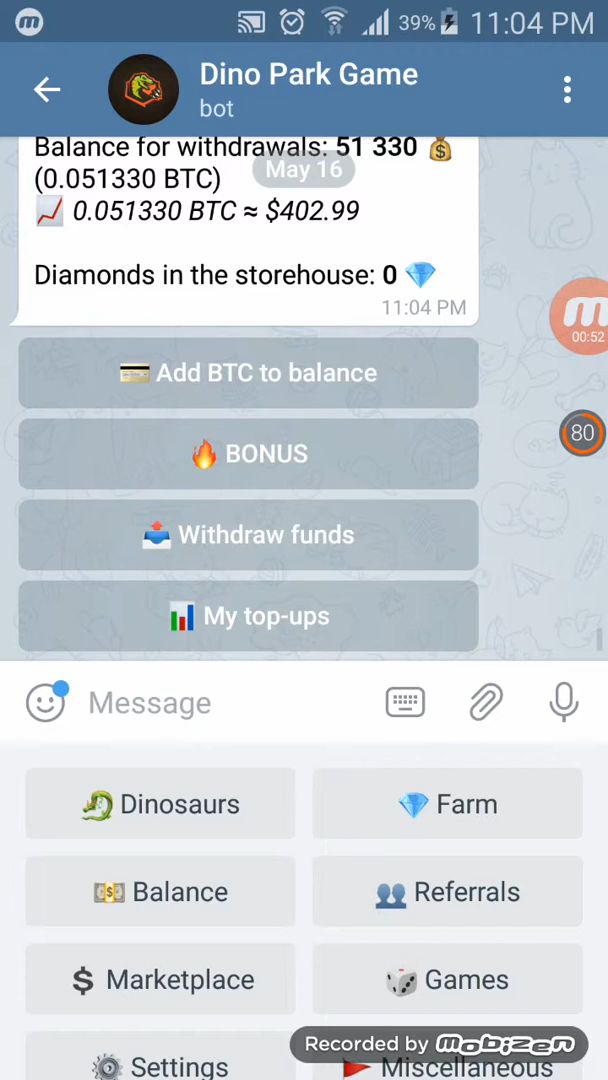 39% 11:04 PM
Dino Park Game
bot
Balance for withdrawals: 51 330 💰
May 16
(0.051330 BTC)
📈 0.051330 BTC ≈ $402.99
Diamonds in the storehouse: 0 💎
11:04 PM
00:52
💳 Add BTC to balance
80
🔥 BONUS
📤 Withdraw funds
📊 My top-ups
Message
🐉 Dinosaurs
💎 Farm
💵 Balance
👥 Referrals
💲 Marketplace
🎲 Games
⚙ Settings
🚩 Miscellaneous
Recorded by mobizen